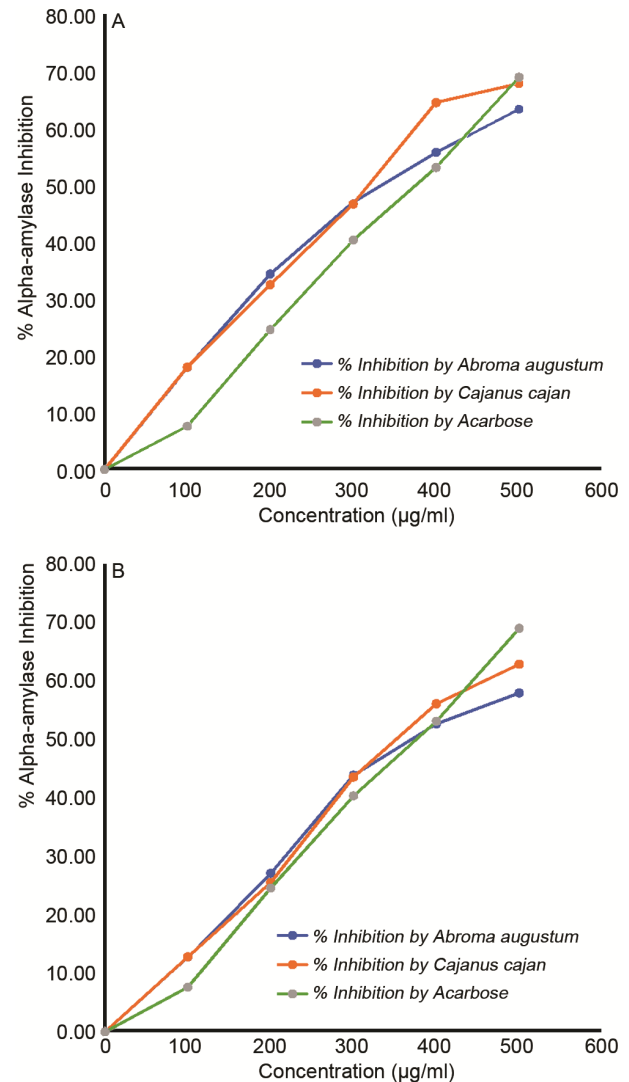 A
80.00
70.00
60.00
50.00
40.00
30.00
20.00
10.00
0.00
% Alpha-amylase Inhibition
% Inhibition by Abroma augustum
% Inhibition by Cajanus cajan
% Inhibition by Acarbose
0 100 200 300 400 500 600
Concentration (µg/ml)
B
80.00
70.00
60.00
50.00
40.00
30.00
20.00
10.00
0.00
% Alpha-amylase Inhibition
% Inhibition by Abroma augustum
% Inhibition by Cajanus cajan
% Inhibition by Acarbose
0 100 200 300 400 500 600
Concentration (µg/ml)